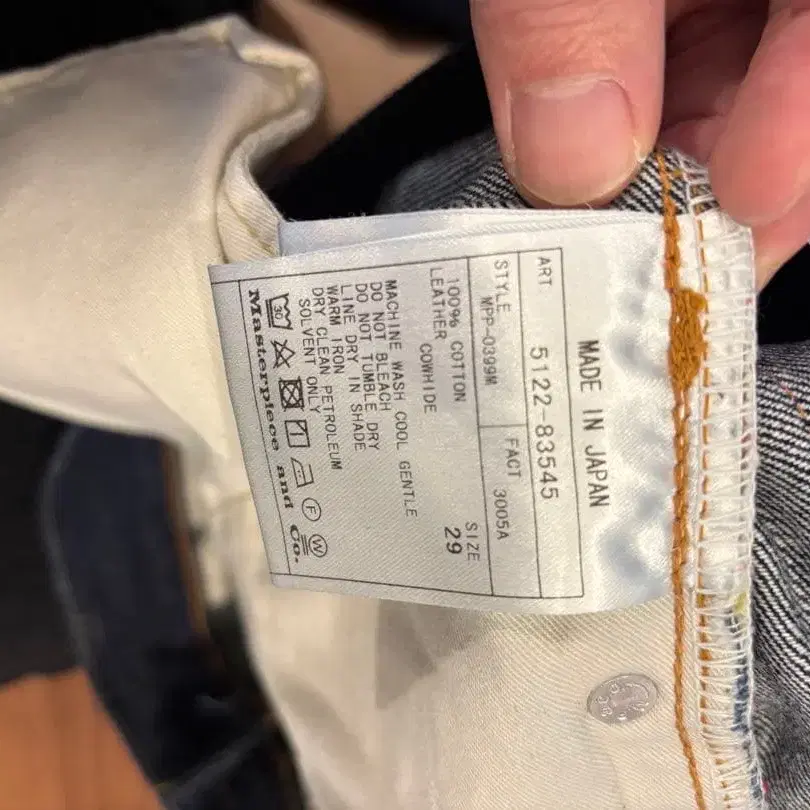 MADE IN JAPAN
ART 5122-83545
STYLE MPP-0399M FACT 3005A
100% COTTON SIZE 29
LEATHER COWHIDE
MACHINE WASH COOL GENTLE
DO NOT BLEACH
DO NOT TUMBLE DRY
LINE DRY IN SHADE
WARM IRON
DRY CLEAN PETROLEUM
SOLVENT ONLY
30 F W
Masterpiece and Co.